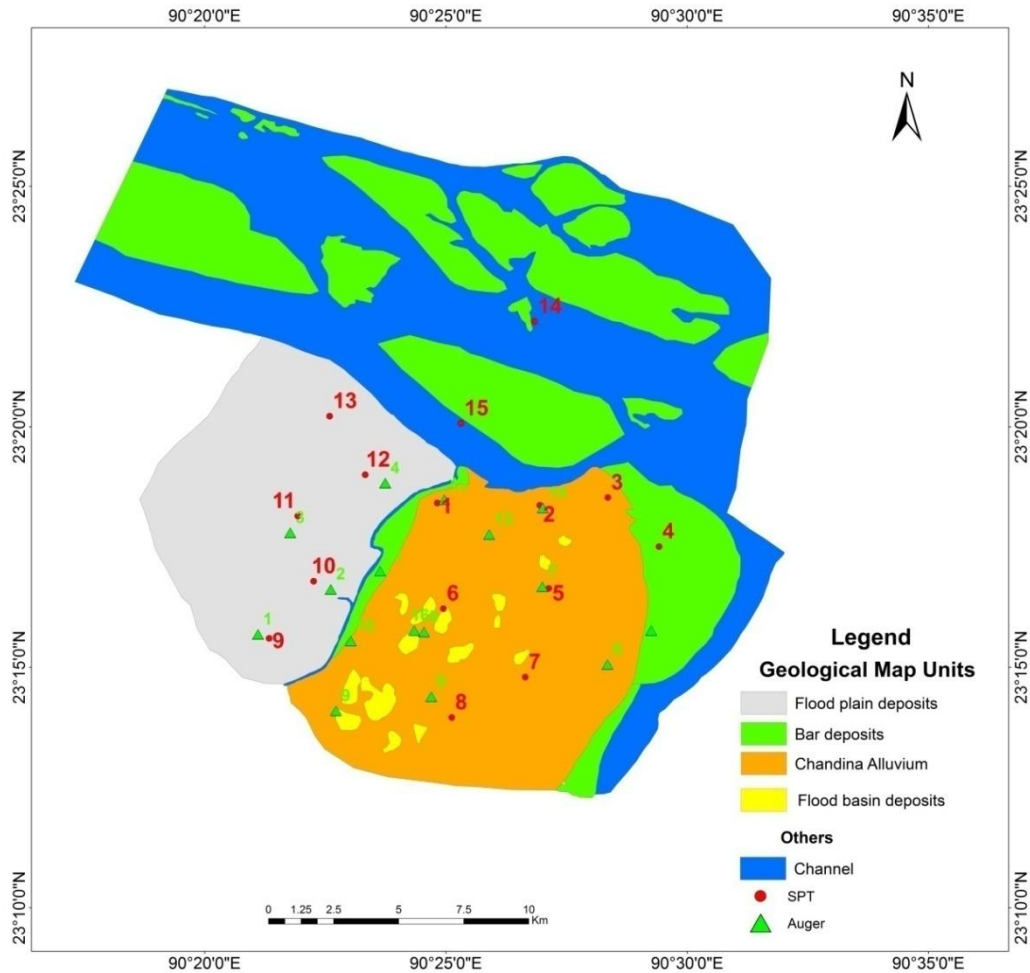 90°20'0"E 90°25'0"E 90°30'0"E 90°35'0"E
N
23°25'0"N 23°25'0"N
14
13
15
23°20'0"N 23°20'0"N
12
4
3
1
2
11
4
10
2
5
6
1
9
23°15'0"N 23°15'0"N
7
9
8
Legend
Geological Map Units
Flood plain deposits
Bar deposits
Chandina Alluvium
Flood basin deposits
Others
Channel
SPT
Auger
0 1.25 2.5 5 7.5 10
Km
23°10'0"N 23°10'0"N
90°20'0"E 90°25'0"E 90°30'0"E 90°35'0"E